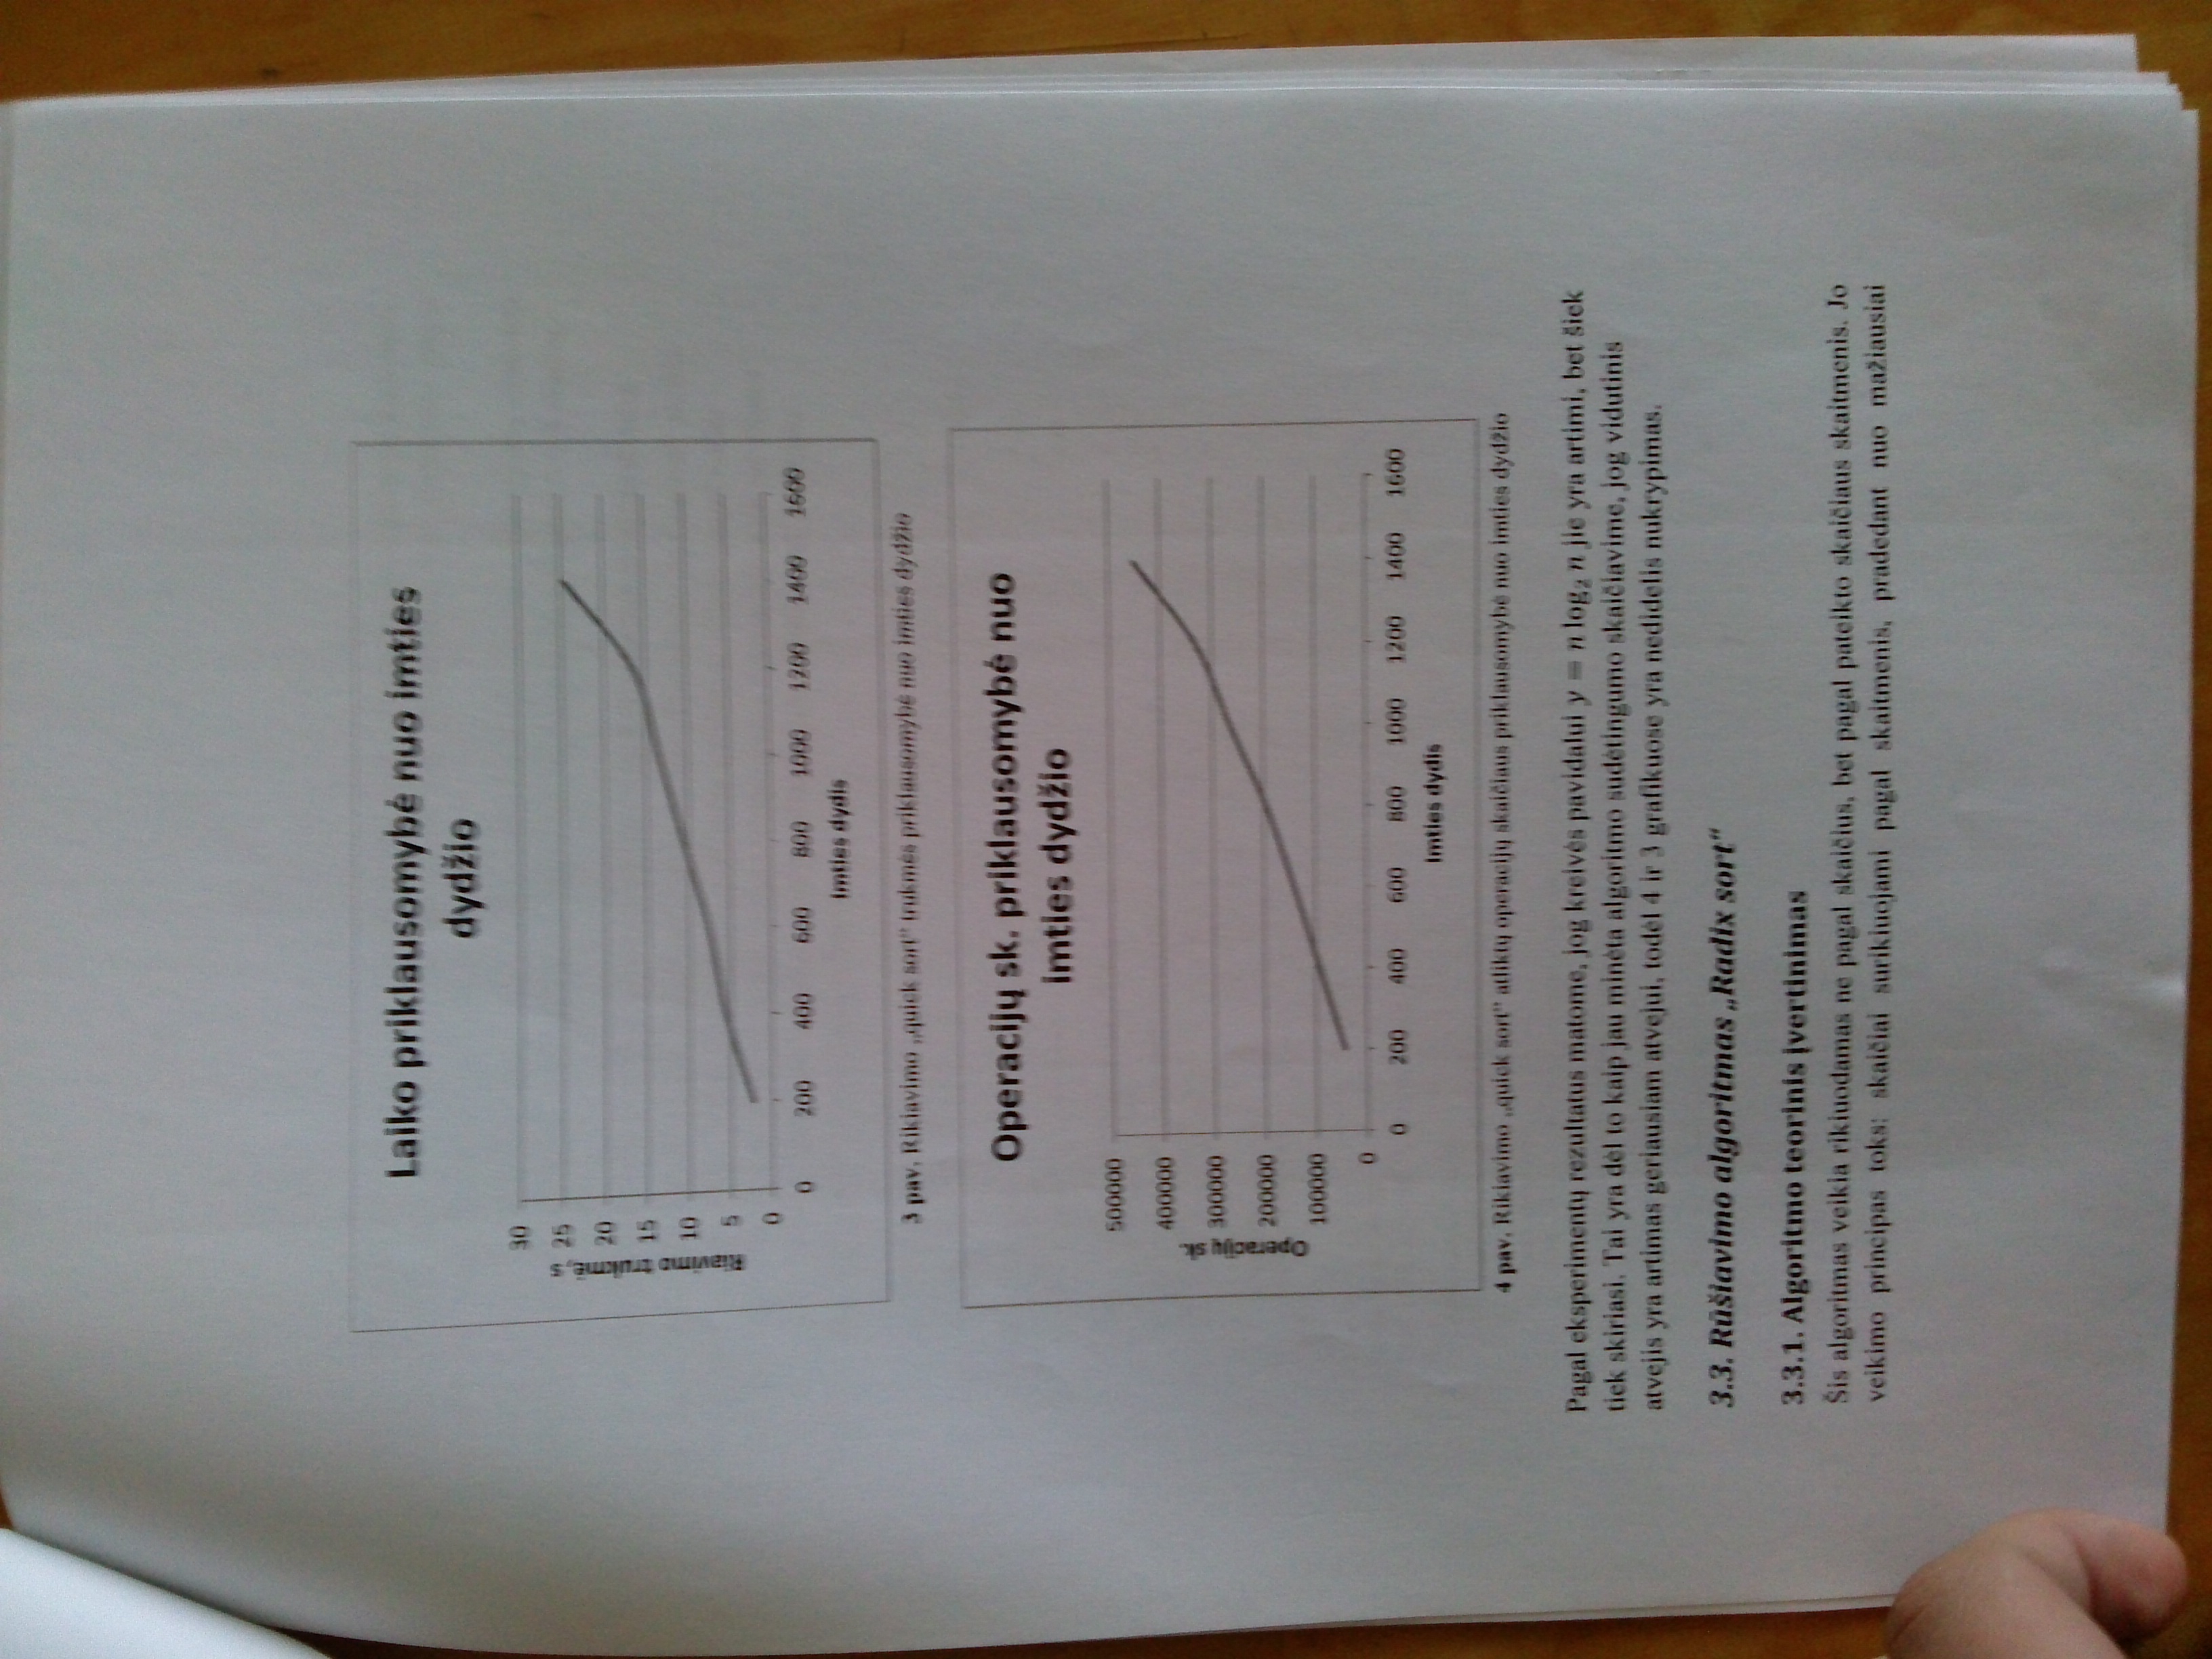 Laiko priklausomybė nuo imties
dydžio
30
25
20
15
10
5
0
Riavimo trukmė, s
0 200 400 600 800 1000 1200 1400 1600
Imties dydis
3 pav. Rikiavimo „quick sort“ trukmės priklausomybė nuo imties dydžio
Operacijų sk. priklausomybė nuo
imties dydžio
500000
400000
300000
200000
100000
0
Operacijų sk.
0 200 400 600 800 1000 1200 1400 1600
Imties dydis
4 pav. Rikiavimo „quick sort“ atliktų operacijų skaičiaus priklausomybė nuo imties dydžio
Pagal eksperimentų rezultatus matome, jog kreivės pavidalui y = n log₂ n jie yra artimi, bet šiek
tiek skiriasi. Tai yra dėl to kaip jau minėta algoritmo sudėtingumo skaičiavime, jog vidutinis
atvejis yra artimas geriausiam atvejui, todėl 4 ir 3 grafikuose yra nedidelis nukrypimas.
3.3. Rūšiavimo algoritmas „Radix sort“
3.3.1. Algoritmo teorinis įvertinimas
Šis algoritmas veikia rikiuodamas ne pagal skaičius, bet pagal pateikto skaičiaus skaitmenis. Jo
veikimo principas toks: skaičiai surikiuojami pagal skaitmenis, pradedant nuo mažiausiai